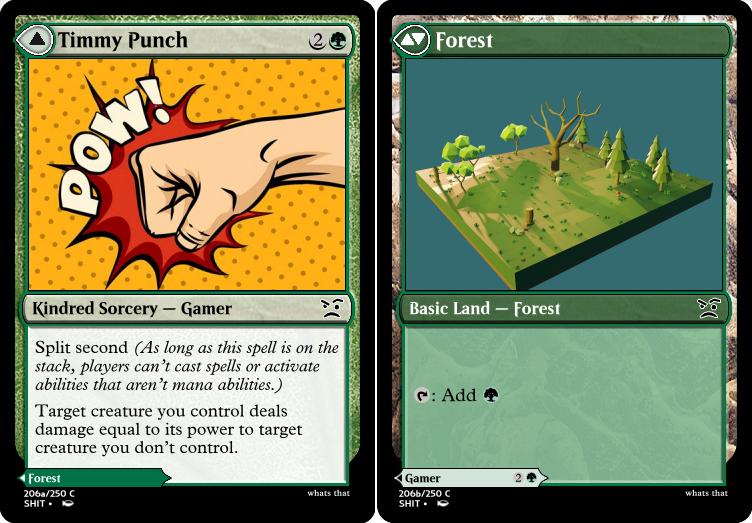 Timmy Punch 2
POW!
Kindred Sorcery — Gamer
Split second (As long as this spell is on the
stack, players can't cast spells or activate
abilities that aren't mana abilities.)
Target creature you control deals
damage equal to its power to target
creature you don't control.
Forest
206a/250 C
SHIT •
whats that
Forest
Basic Land — Forest
: Add
Gamer 2
206b/250 C
SHIT •
whats that